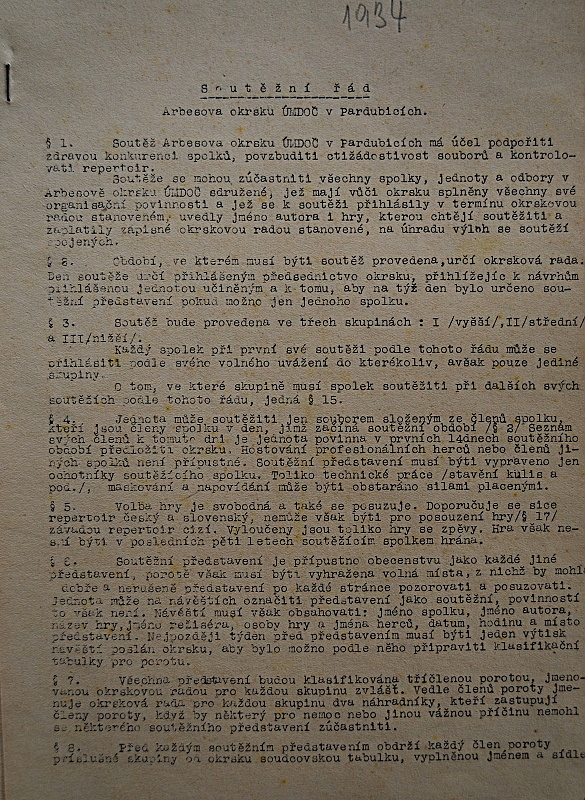 1934
Soutěžní řád
Arbesova okrsku ÚMDOČ v Pardubicích.
§ 1. Soutěž Arbesova okrsku ÚMDOČ v Pardubicích má účel podpořiti
zdravou konkurenci spolků, povzbuditi ctižádostivost souborů a kontrolo-
vati repertoir.
Soutěže se mohou zúčastniti všechny spolky, jednoty a odbory v
Arbesově okrsku ÚMDOČ sdružené, jež mají vůči okrsku splněny všechny své
organisační povinnosti a jež se k soutěži přihlásily v termínu okrskovou
radou stanoveném, uvedly jméno autora i hry, kterou chtějí soutěžiti a
zaplatily zápisné okrskovou radou stanovené, na úhradu výloh se soutěží
spojených.
§ 2. Období, ve kterém musí býti soutěž provedena,určí okrsková rada.
Den soutěže určí přihlášeným předsednictvo okrsku, přihlížejíc k návrhům
přihlášenou jednotou učiněným a k tomu, aby na týž den bylo určeno sou-
těžní představení pokud možno jen jednoho spolku.
§ 3. Soutěž bude provedena ve třech skupinách : I /vyšší/,II/střední/
a III/nižší/.
Každý spolek při první své soutěži podle tohoto řádu může se
přihlásiti podle svého volného uvážení do kterékoliv, avšak pouze jediné
skupiny.
O tom, ve které skupině musí spolek soutěžiti při dalších svých
soutěžích podle tohoto řádu, jedná § 15.
§ 4. Jednota může soutěžiti jen souborem složeným ze členů spolku,
kteří jsou členy spolku v den, jímž začíná soutěžní období /§ 2/ Seznam
svých členů k tomuto dni je jednota povinna v prvních 14dnech soutěžního
období předložiti okrsku. Hostování profesionálních herců nebo členů ji-
ných spolků není přípustné. Soutěžní představení musí býti vypraveno jen
ochotníky soutěžícího spolku. Toliko technické práce /stavění kulis a
pod./, maskování a napovídání může býti obstaráno silami placenými.
§ 5. Volba hry je svobodná a také se posuzuje. Doporučuje se sice
repertoir český a slovenský, nemůže však býti pro posuzení hry/§ 17/
závadou repertoir cizí. Vyloučeny jsou toliko hry se zpěvy. Hra však ne-
smí býti v posledních pěti letech soutěžícím spolkem hrána.
§ 6. Soutěžní představení je přípustno obecenstvu jako každé jiné
představení, porotě však musí býti vyhražena volná místa, z nichž by mohla
dobře a nerušeně představení po každé stránce pozorovati a posuzovati.
Jednota může na návěštích označiti představení jako soutěžní, povinností
to však není. Návěští musí však obsahovati: jméno spolku, jméno autora,
název hry,jméno režiséra, osoby hry a jména herců, datum, hodinu a místo
představení. Nejpozději týden před představením musí býti jeden výtisk
návěští poslán okrsku, aby bylo možno podle něho připraviti klasifikační
tabulky pro porotu.
§ 7. Všechna představení budou klasifikována tříčlenou porotou, jmeno-
vanou okrskovou radou pro každou skupinu zvlášť. Vedle členů poroty jme-
nuje okrsková rada pro každou skupinu dva náhradníky, kteří zastupují
členy poroty, když by některý pro nemoc nebo jinou vážnou příčinu nemohl
se některého soutěžního představení zúčastniti.
§ 8. Před každým soutěžním představením obdrží každý člen poroty
příslušné skupiny od okrsku soudcovskou tabulku, vyplněnou jménem a sídle